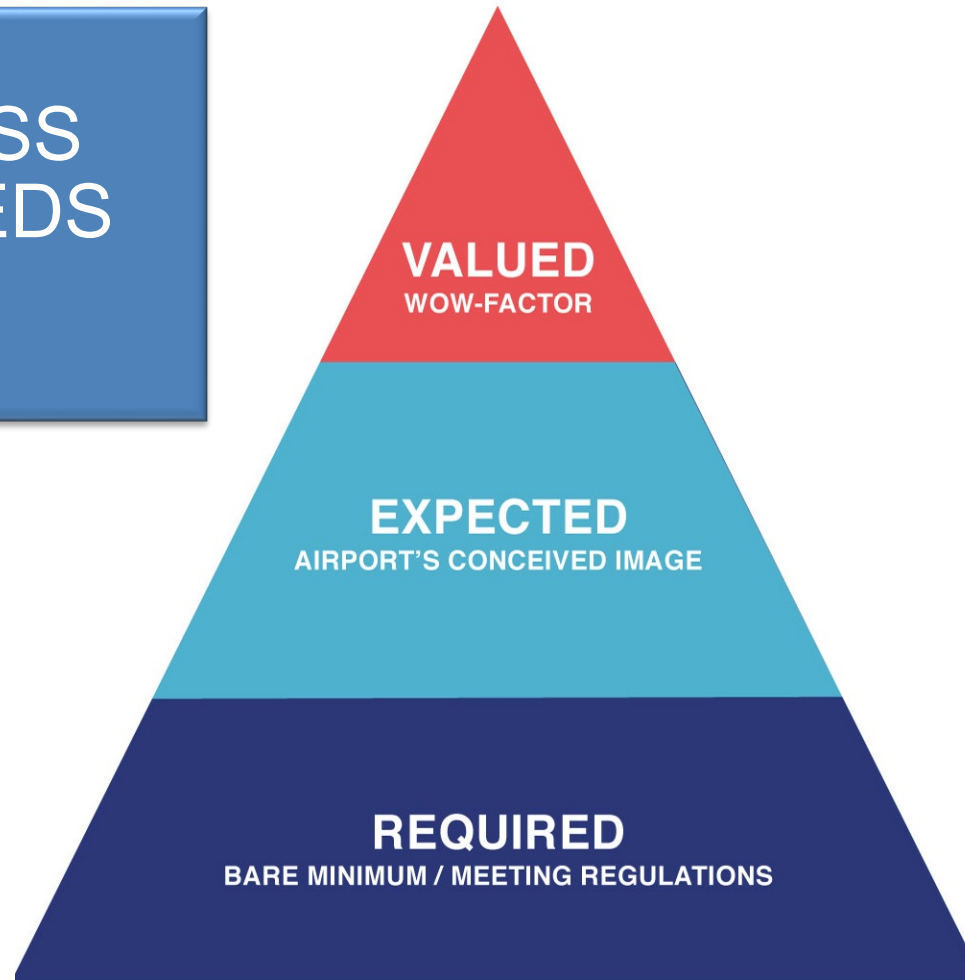 SS
EDS
VALUED
WOW-FACTOR
EXPECTED
AIRPORT'S CONCEIVED IMAGE
REQUIRED
BARE MINIMUM / MEETING REGULATIONS